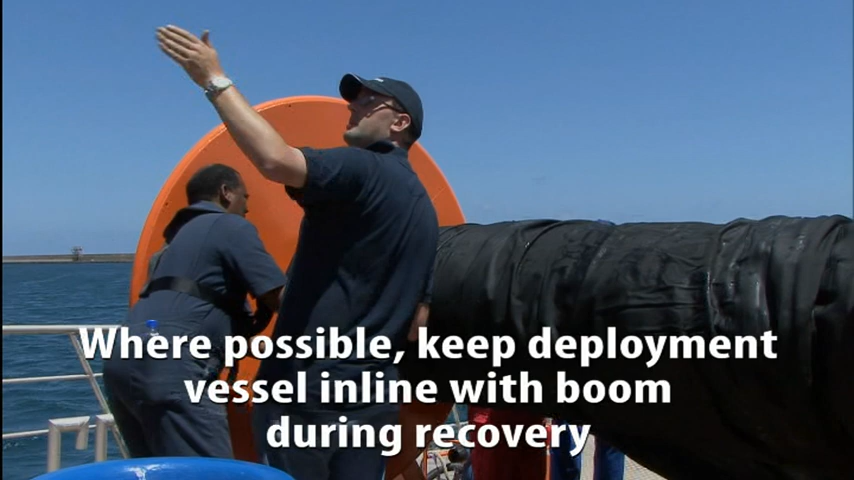 Where possible, keep deployment
vessel inline with boom
during recovery